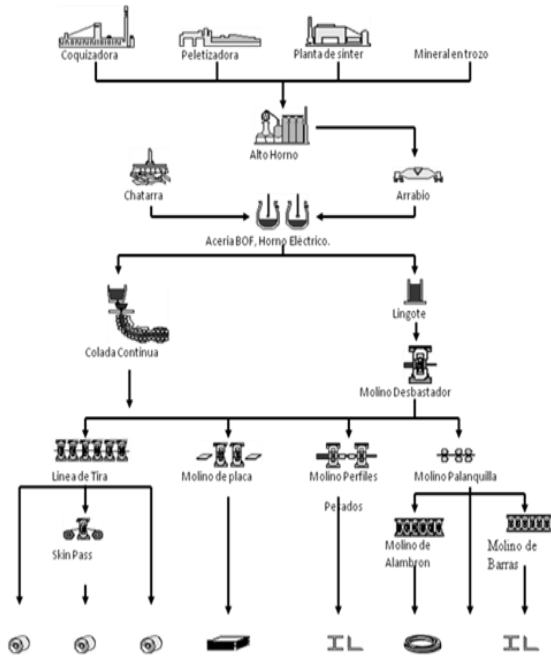 Coquizadora
Peletizadora
Planta de sinter
Mineral en trozo
Alto Horno
Chatarra
Arrabio
Acería BOF, Horno Eléctrico.
Colada Continua
Lingote
Molino Desbastador
Linea de Tira
Molino de placa
Molino Perfiles
Pesados
Molino Palanquilla
Skin Pass
Molino de
Alambron
Molino de
Barras